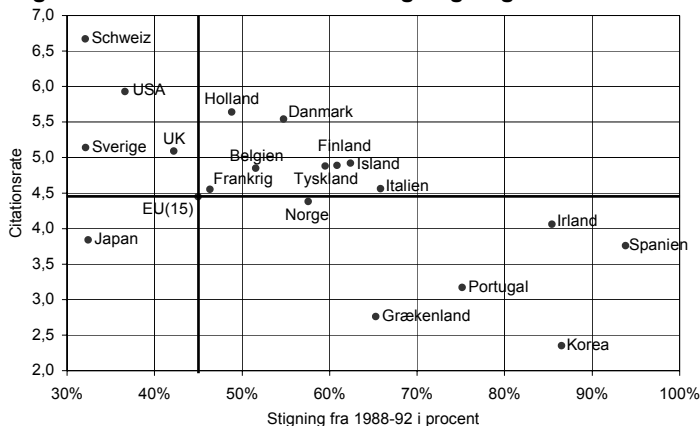 7,0
6,5
6,0
5,5
5,0
4,5
4,0
3,5
3,0
2,5
2,0
Citationsrate
Schweiz
USA
Holland
Danmark
Sverige
UK
Belgien
Finland
Island
Frankrig
Tyskland
Italien
EU(15)
Norge
Irland
Japan
Spanien
Portugal
Grækenland
Korea
30% 40% 50% 60% 70% 80% 90% 100%
Stigning fra 1988-92 i procent